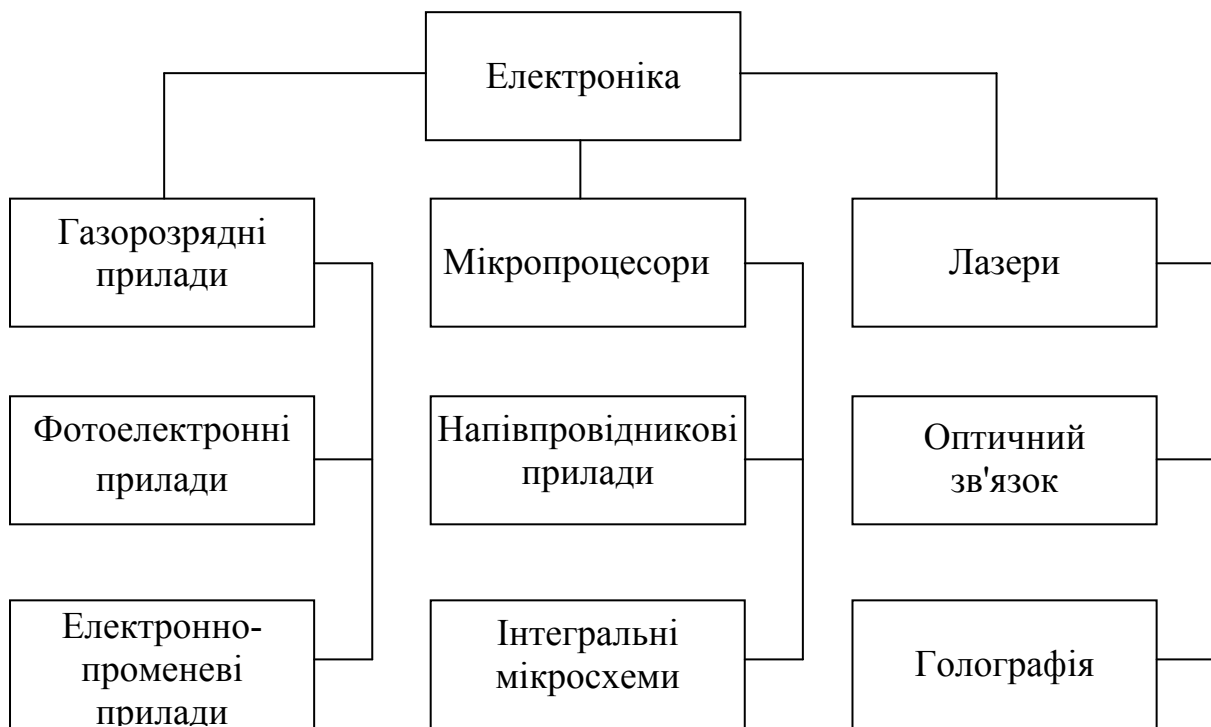 Електроніка
Газорозрядні
прилади
Мікропроцесори
Лазери
Фотоелектронні
прилади
Напівпровідникові
прилади
Оптичний
зв'язок
Електронно-
променеві
прилади
Інтегральні
мікросхеми
Голографія